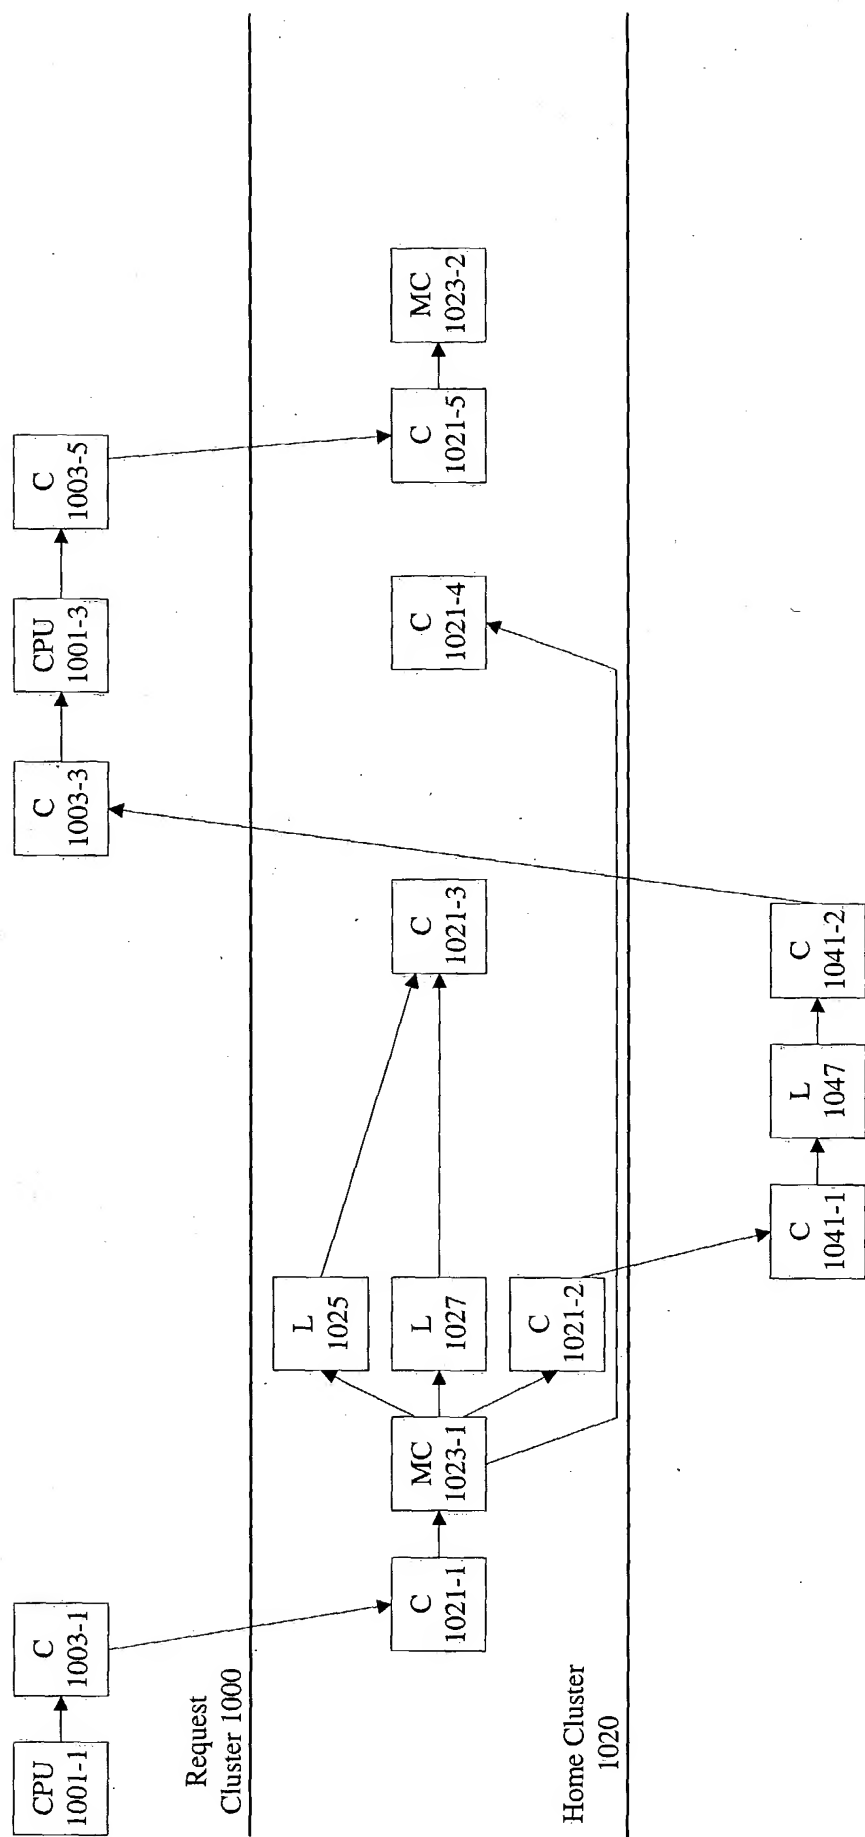 CPU
1001-1
C
1003-1
C
1003-3
CPU
1001-3
C
1003-5
Request
Cluster 1000
C
1021-1
MC
1023-1
L
1025
L
1027
C
1021-2
C
1021-3
C
1021-4
C
1021-5
MC
1023-2
Home Cluster
1020
C
1041-1
L
1047
C
1041-2